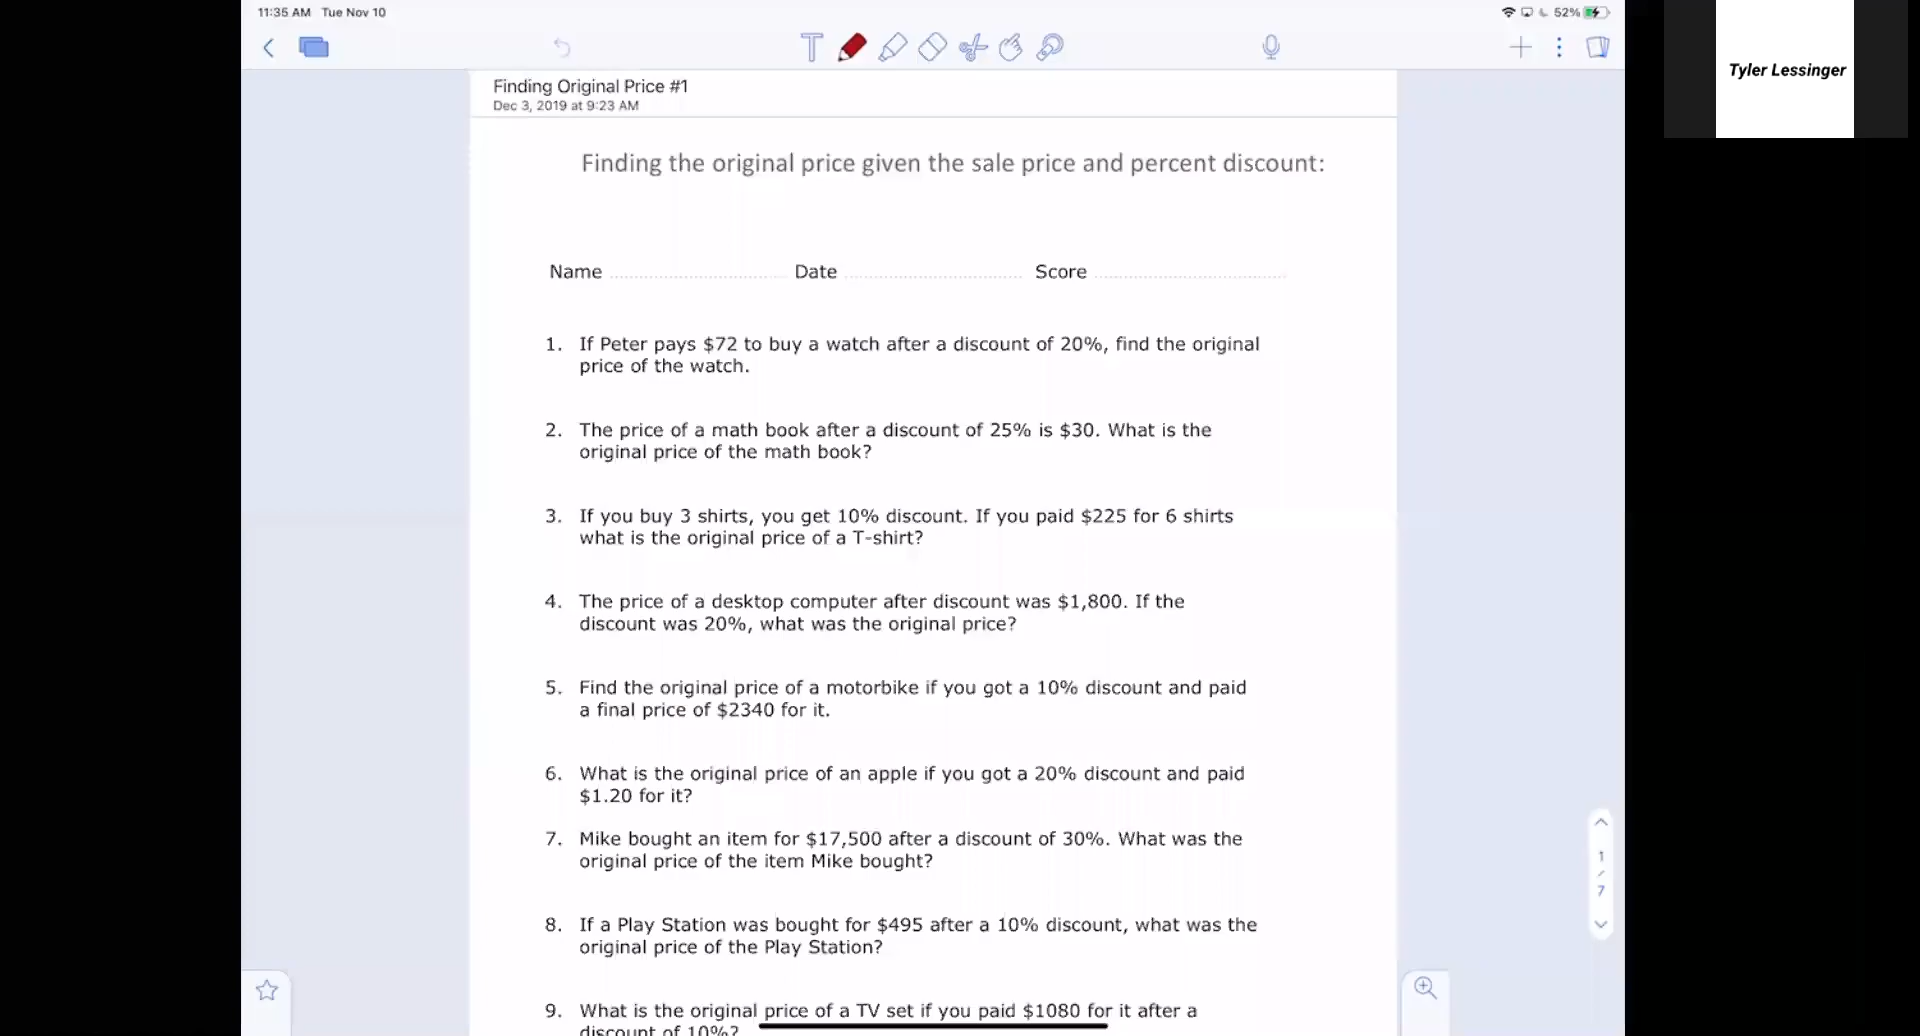 11:35 AM Tue Nov 10
52%
Tyler Lessinger
Finding Original Price #1
Dec 3, 2019 at 9:23 AM
Finding the original price given the sale price and percent discount:
Name Date Score
1. If Peter pays $72 to buy a watch after a discount of 20%, find the original
price of the watch.
2. The price of a math book after a discount of 25% is $30. What is the
original price of the math book?
3. If you buy 3 shirts, you get 10% discount. If you paid $225 for 6 shirts
what is the original price of a T-shirt?
4. The price of a desktop computer after discount was $1,800. If the
discount was 20%, what was the original price?
5. Find the original price of a motorbike if you got a 10% discount and paid
a final price of $2340 for it.
6. What is the original price of an apple if you got a 20% discount and paid
$1.20 for it?
7. Mike bought an item for $17,500 after a discount of 30%. What was the
original price of the item Mike bought?
8. If a Play Station was bought for $495 after a 10% discount, what was the
original price of the Play Station?
9. What is the original price of a TV set if you paid $1080 for it after a
discount of 10%?
1
/
7